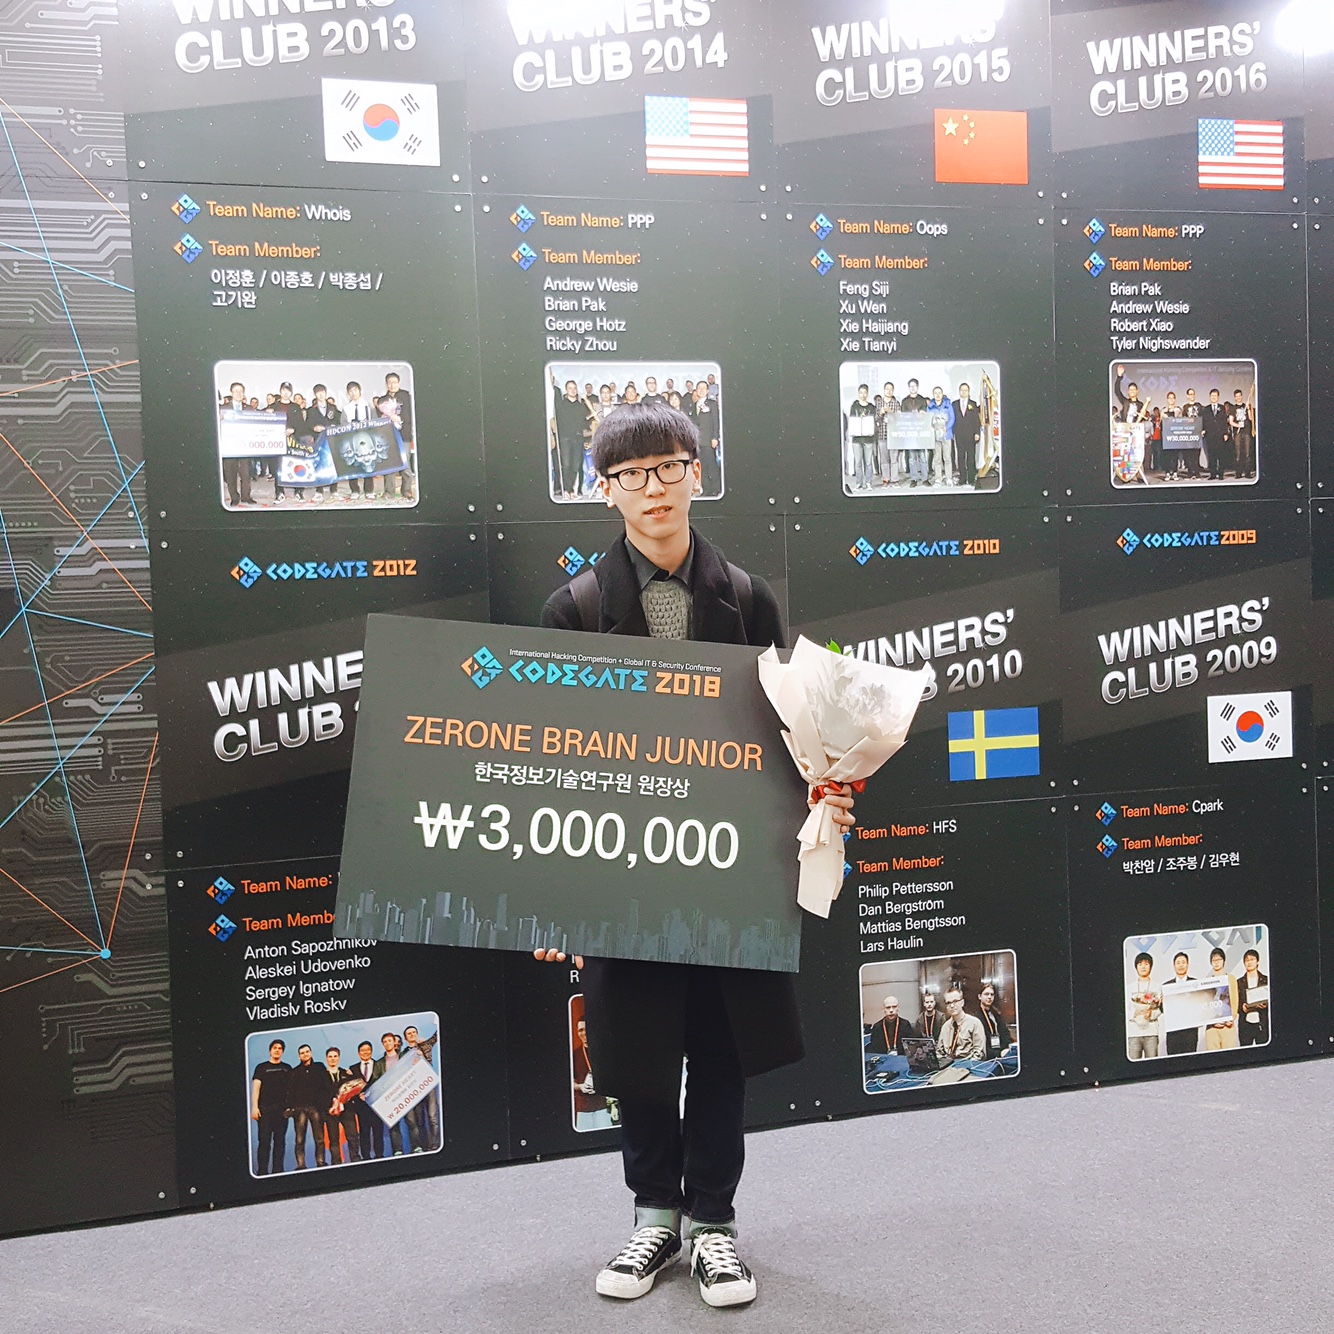 WINNERS'
CLUB 2013
Team Name: Whois
Team Member:
이정훈 / 이종호 / 박종섭 /
고기완
WINNERS'
CLUB 2014
Team Name: PPP
Team Member:
Andrew Wesie
Brian Pak
George Hotz
Ricky Zhou
WINNERS'
CLUB 2015
Team Name: Oops
Team Member:
Feng Siji
Xu Wen
Xie Haijiang
Xie Tianyi
WINNERS'
CLUB 2016
Team Name: PPP
Team Member:
Brian Pak
Andrew Wesie
Robert Xiao
Tyler Nighswander
HDCON 2012 Winner
CODEGATE 2012
WINNE
CLUB
Team Name:
Team Membe
Anton Sapozhnikov
Aleskei Udovenko
Sergey Ignatow
Vladislv Roskv
₩20,000,000
International Hacking Competition + Global IT & Security Conference
CODEGATE 2018
ZERONE BRAIN JUNIOR
한국정보기술연구원 원장상
₩3,000,000
R
CODEGATE 2010
WINNERS'
B 2010
Team Name: HFS
Team Member:
Philip Pettersson
Dan Bergström
Mattias Bengtsson
Lars Haulin
CODEGATE 2009
WINNERS'
CLUB 2009
Team Name: Cpark
Team Member:
박찬암 / 조주봉 / 김우현